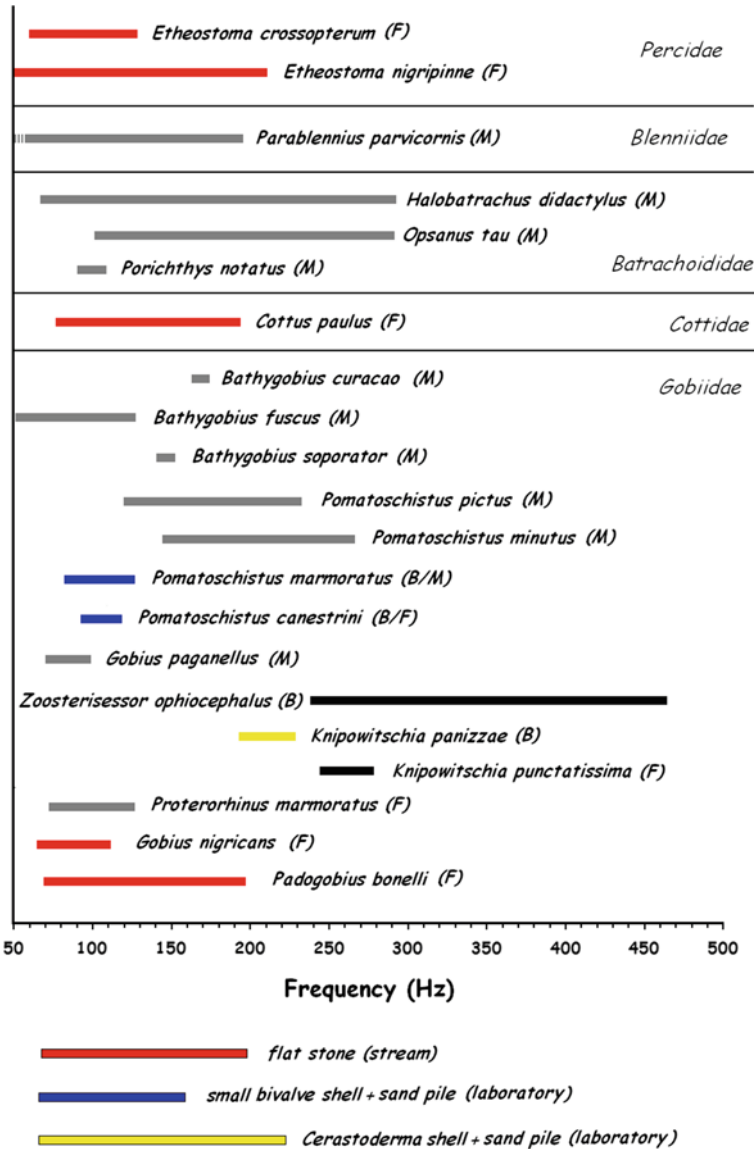 Etheostoma crossopterum (F)
Percidae
Etheostoma nigripinne (F)
Parablennius parvicornis (M)
Blenniidae
Halobatrachus didactylus (M)
Opsanus tau (M)
Batrachoididae
Porichthys notatus (M)
Cottus paulus (F)
Cottidae
Bathygobius curacao (M)
Gobiidae
Bathygobius fuscus (M)
Bathygobius soporator (M)
Pomatoschistus pictus (M)
Pomatoschistus minutus (M)
Pomatoschistus marmoratus (B/M)
Pomatoschistus canestrini (B/F)
Gobius paganellus (M)
Zoosterisessor ophiocephalus (B)
Knipowitschia panizzae (B)
Knipowitschia punctatissima (F)
Proterorhinus marmoratus (F)
Gobius nigricans (F)
Padogobius bonelli (F)
50 100 150 200 250 300 350 400 450 500
Frequency (Hz)
flat stone (stream)
small bivalve shell + sand pile (laboratory)
Cerastoderma shell + sand pile (laboratory)